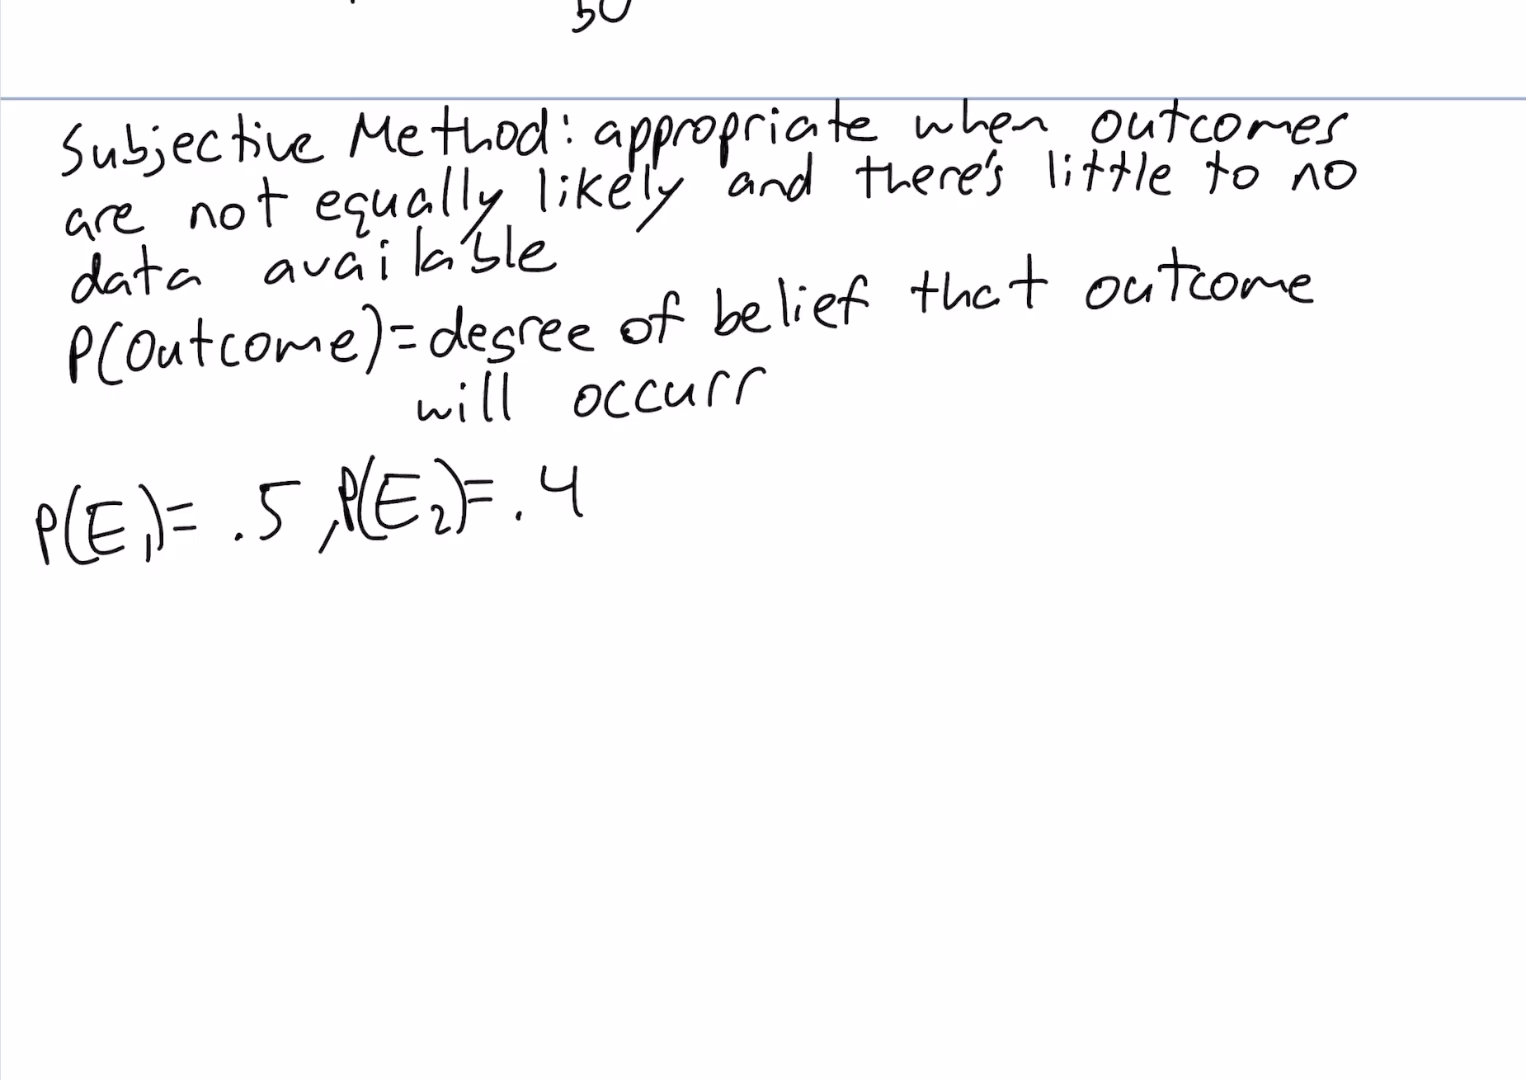 50
Subjective Method: appropriate when outcomes
are not equally likely and there's little to no
data available
P(Outcome)=degree of belief that outcome
will occurr
P(E₁)= .5 , P(E₂)= .4